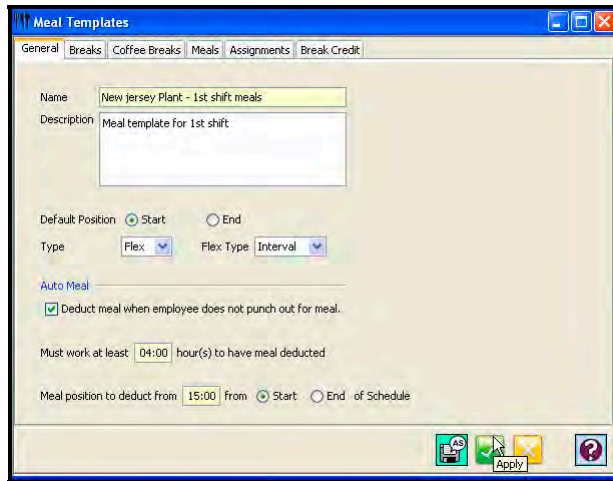 Meal Templates
General Breaks Coffee Breaks Meals Assignments Break Credit
Name New jersey Plant - 1st shift meals
Description Meal template for 1st shift
Default Position Start End
Type Flex Flex Type Interval
Auto Meal
Deduct meal when employee does not punch out for meal.
Must work at least 04:00 hour(s) to have meal deducted
Meal position to deduct from 15:00 from Start End of Schedule
AS
?
Apply